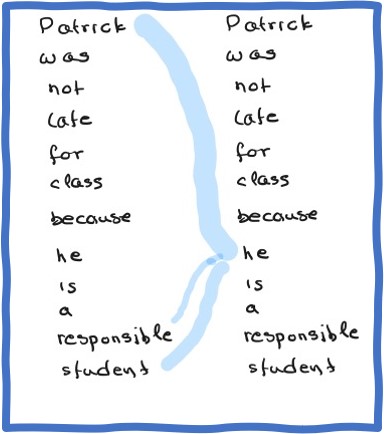 Patrick
was
not
late
for
class
because
he
is
a
responsible
student
Patrick
was
not
late
for
class
because
he
is
a
responsible
student